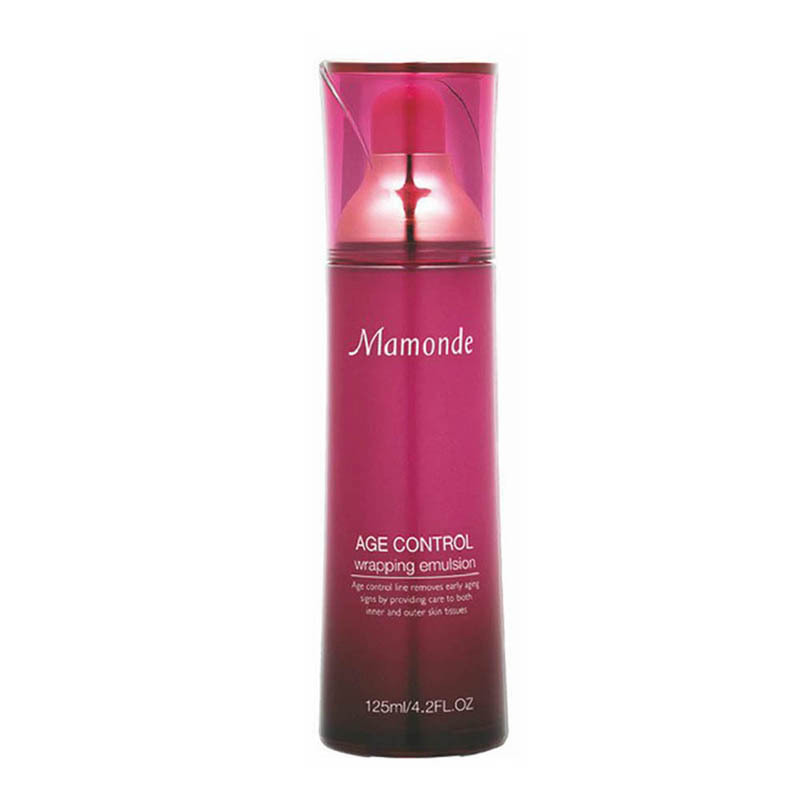 Mamonde
AGE CONTROL
wrapping emulsion
Age control line removes early aging
signs by providing care to both
inner and outer skin tissues
125ml/4.2FL.OZ